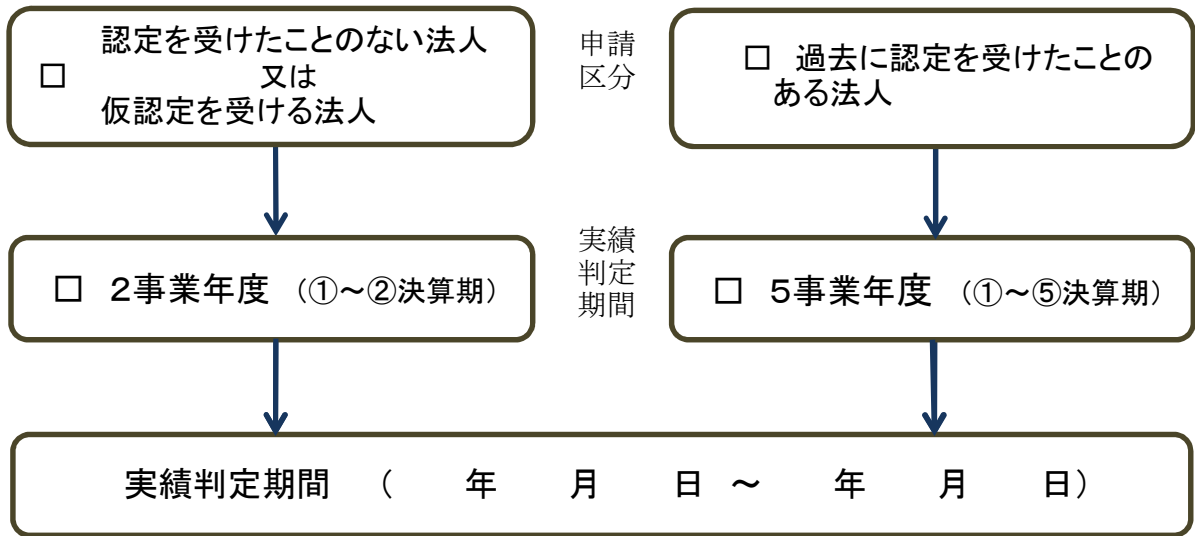 認定を受けたことのない法人
□ 又は
仮認定を受ける法人
申請
区分
□ 過去に認定を受けたことの
ある法人
□ 2事業年度 (①～②決算期)
実績
判定
期間
□ 5事業年度 (①～⑤決算期)
実績判定期間 ( 年 月 日 ～ 年 月 日)